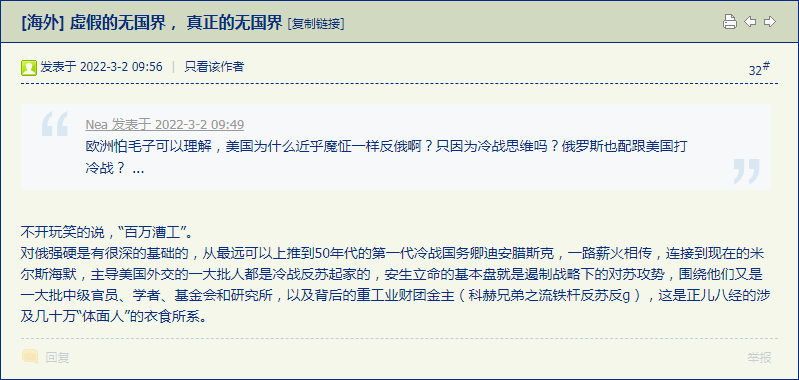 [海外] 虚假的无国界， 真正的无国界 [复制链接]
发表于 2022-3-2 09:56 | 只看该作者
32#
Nea 发表于 2022-3-2 09:49
欧洲怕毛子可以理解，美国为什么近乎魔怔一样反俄啊？只因为冷战思维吗？俄罗斯也配跟美国打
冷战？ ...
不开玩笑的说，“百万漕工”。
对俄强硬是有很深的基础的，从最远可以上推到50年代的第一代冷战国务卿迪安腊斯克，一路薪火相传，连接到现在的米
尔斯海默，主导美国外交的一大批人都是冷战反苏起家的，安生立命的基本盘就是遏制战略下的对苏攻势，围绕他们又是
一大批中级官员、学者、基金会和研究所，以及背后的重工业财团金主（科赫兄弟之流铁杆反苏反g），这是正儿八经的涉
及几十万“体面人”的衣食所系。
回复
举报